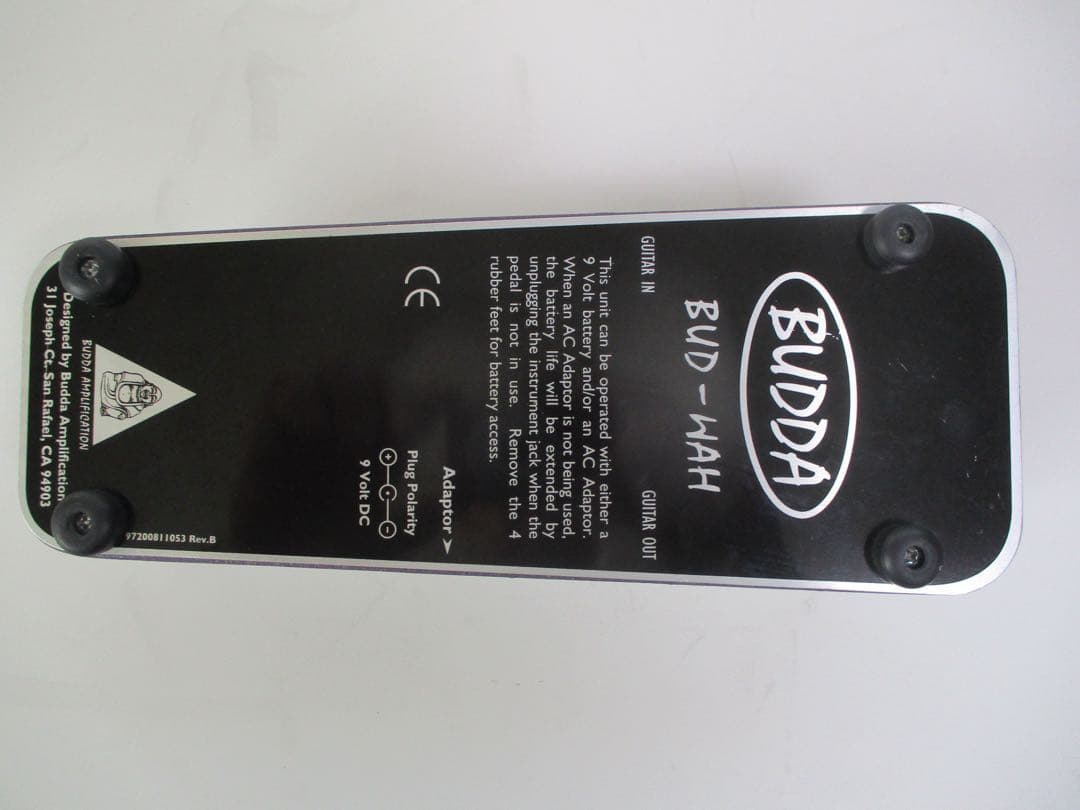 BUDDA
BUD-WAH
GUITAR IN
GUITAR OUT
This unit can be operated with either a
9 Volt battery and/or an AC Adaptor.
When an AC Adaptor is not being used,
the battery life will be extended by
unplugging the instrument jack when the
pedal is not in use. Remove the 4
rubber feet for battery access.
CE
Adaptor >
Plug Polarity
+ -
9 Volt DC
97200811053 Rev.B
BUDDA AMPLIFICATION
Designed by Budda Amplification
31 Joseph Ct. San Rafael, CA 94903